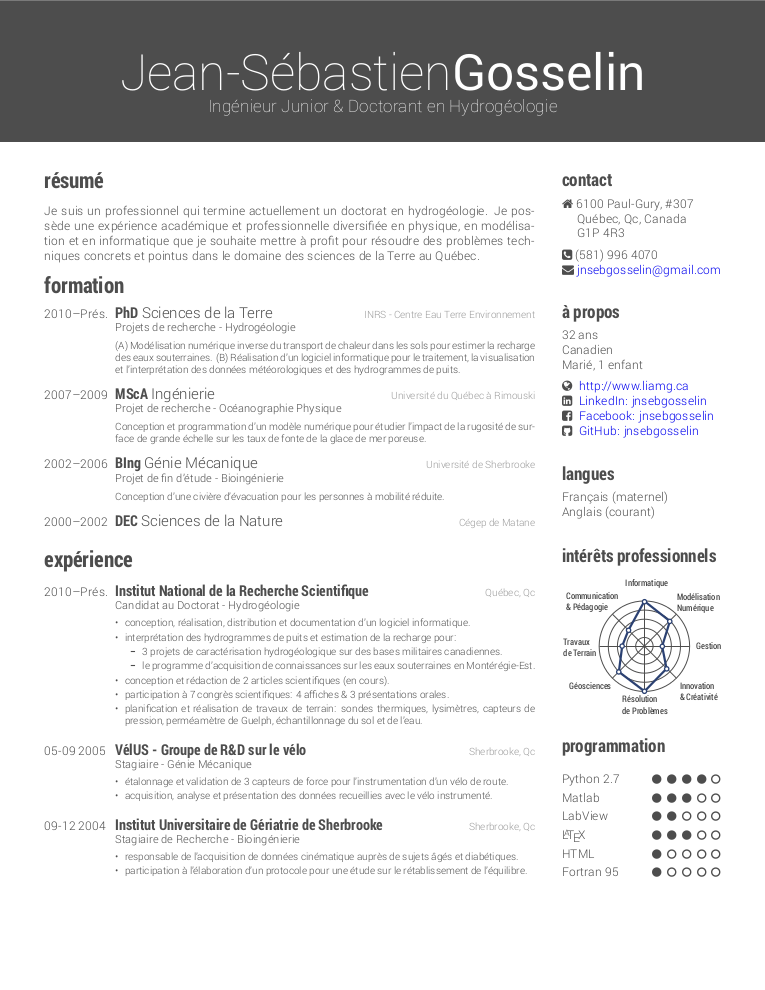 Jean-SébastienGosselin
Ingénieur Junior & Doctorant en Hydrogéologie
résumé
Je suis un professionnel qui termine actuellement un doctorat en hydrogéologie. Je pos-
sède une expérience académique et professionnelle diversifiée en physique, en modélisa-
tion et en informatique que je souhaite mettre à profit pour résoudre des problèmes tech-
niques concrets et pointus dans le domaine des sciences de la Terre au Québec.
formation
2010–Prés. PhD Sciences de la Terre INRS - Centre Eau Terre Environnement
Projets de recherche - Hydrogéologie
(A) Modélisation numérique inverse du transport de chaleur dans les sols pour estimer la recharge
des eaux souterraines. (B) Réalisation d'un logiciel informatique pour le traitement, la visualisation
et l'interprétation des données météorologiques et des hydrogrammes de puits.
2007–2009 MScA Ingénierie Université du Québec à Rimouski
Projet de recherche - Océanographie Physique
Conception et programmation d'un modèle numérique pour étudier l'impact de la rugosité de sur-
face de grande échelle sur les taux de fonte de la glace de mer poreuse.
2002–2006 BIng Génie Mécanique Université de Sherbrooke
Projet de fin d'étude - Bioingénierie
Conception d'une civière d'évacuation pour les personnes à mobilité réduite.
2000–2002 DEC Sciences de la Nature Cégep de Matane
expérience
2010–Prés. Institut National de la Recherche Scientifique Québec, Qc
Candidat au Doctorat - Hydrogéologie
• conception, réalisation, distribution et documentation d'un logiciel informatique.
• interprétation des hydrogrammes de puits et estimation de la recharge pour:
– 3 projets de caractérisation hydrogéologique sur des bases militaires canadiennes.
– le programme d'acquisition de connaissances sur les eaux souterraines en Montérégie-Est.
• conception et rédaction de 2 articles scientifiques (en cours).
• participation à 7 congrès scientifiques: 4 affiches & 3 présentations orales.
• planification et réalisation de travaux de terrain: sondes thermiques, lysimètres, capteurs de
pression, perméamètre de Guelph, échantillonnage du sol et de l'eau.
05-09 2005 VélUS - Groupe de R&D sur le vélo Sherbrooke, Qc
Stagiaire - Génie Mécanique
• étalonnage et validation de 3 capteurs de force pour l'instrumentation d'un vélo de route.
• acquisition, analyse et présentation des données recueillies avec le vélo instrumenté.
09-12 2004 Institut Universitaire de Gériatrie de Sherbrooke Sherbrooke, Qc
Stagiaire de Recherche - Bioingénierie
• responsable de l'acquisition de données cinématique auprès de sujets âgés et diabétiques.
• participation à l'élaboration d'un protocole pour une étude sur le rétablissement de l'équilibre.
contact
6100 Paul-Gury, #307
Québec, Qc, Canada
G1P 4R3
(581) 996 4070
jnsebgosselin@gmail.com
à propos
32 ans
Canadien
Marié, 1 enfant
http://www.liamg.ca
LinkedIn: jnsebgosselin
Facebook: jnsebgosselin
GitHub: jnsebgosselin
langues
Français (maternel)
Anglais (courant)
intérêts professionnels
Informatique
Communication
& Pédagogie
Modélisation
Numérique
Travaux
de Terrain
Gestion
Géosciences
Innovation
& Créativité
Résolution
de Problèmes
programmation
Python 2.7
Matlab
LabView
LATEX
HTML
Fortran 95